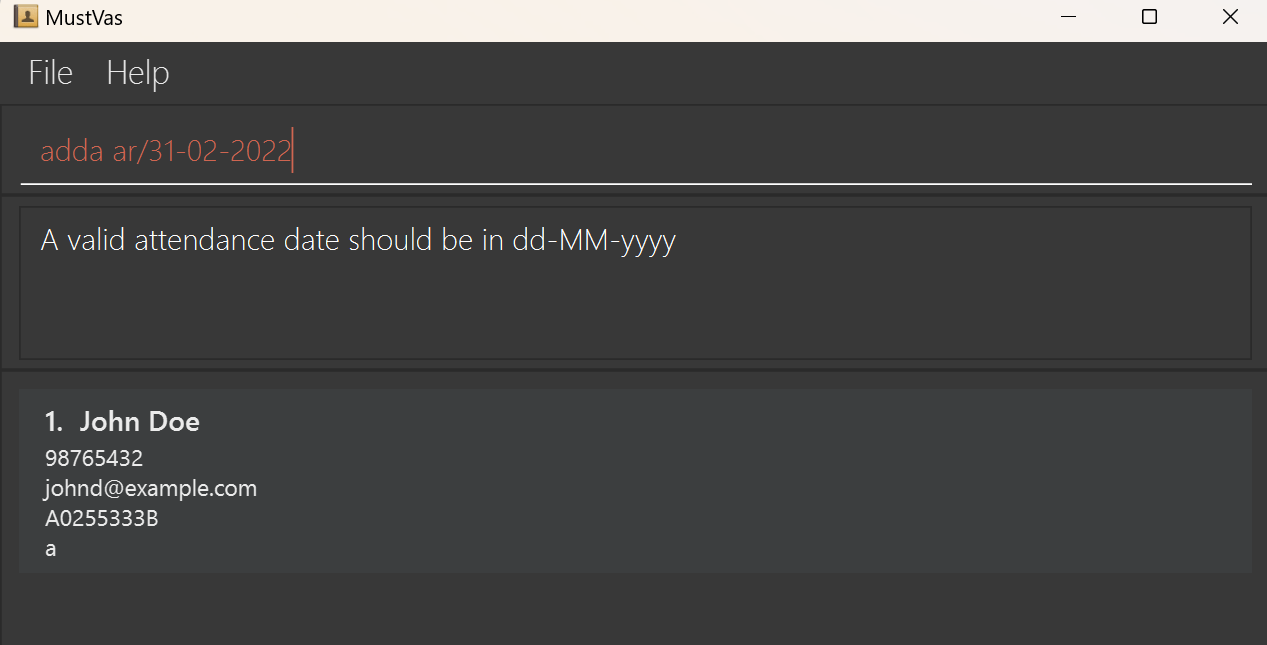 MustVas
File Help
adda ar/31-02-2022
A valid attendance date should be in dd-MM-yyyy
1. John Doe
98765432
johnd@example.com
A0255333B
a